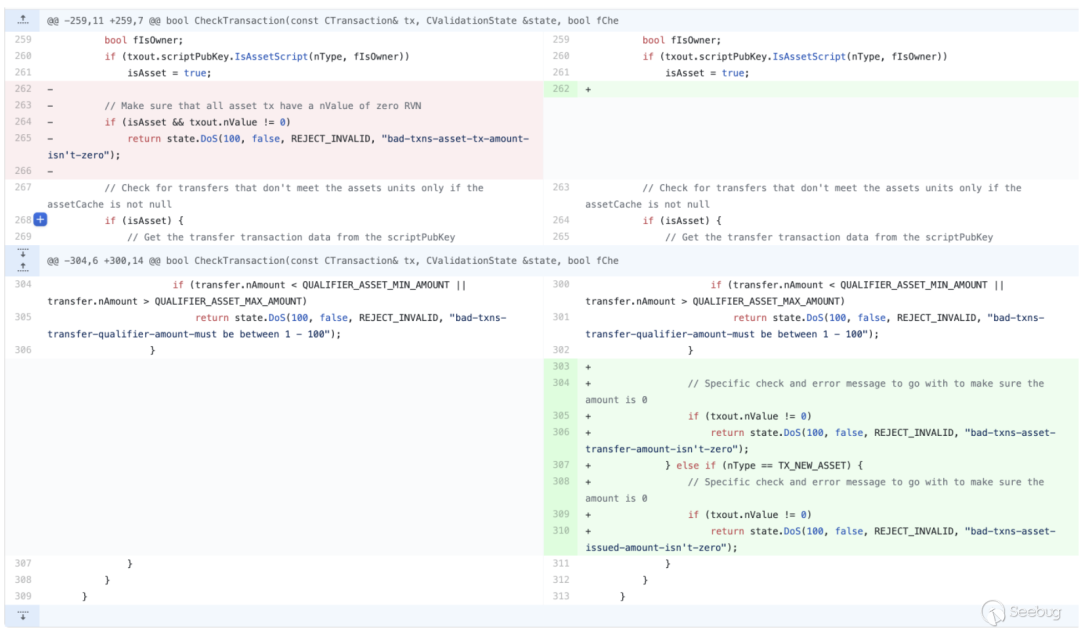 @@ -259,11 +259,7 @@ bool CheckTransaction(const CTransaction& tx, CValidationState &state, bool fChe
259 bool fIsOwner;
260 if (txout.scriptPubKey.IsAssetScript(nType, fIsOwner))
261 isAsset = true;
262 -
263 - // Make sure that all asset tx have a nValue of zero RVN
264 - if (isAsset && txout.nValue != 0)
265 - return state.DoS(100, false, REJECT_INVALID, "bad-txns-asset-tx-amount-
isn't-zero");
266 -
267 // Check for transfers that don't meet the assets units only if the
assetCache is not null
268 + if (isAsset) {
269 // Get the transfer transaction data from the scriptPubKey
259 bool fIsOwner;
260 if (txout.scriptPubKey.IsAssetScript(nType, fIsOwner))
261 isAsset = true;
262 +
263 // Check for transfers that don't meet the assets units only if the
assetCache is not null
264 if (isAsset) {
265 // Get the transfer transaction data from the scriptPubKey
@@ -304,6 +300,14 @@ bool CheckTransaction(const CTransaction& tx, CValidationState &state, bool fChe
304 if (transfer.nAmount < QUALIFIER_ASSET_MIN_AMOUNT ||
transfer.nAmount > QUALIFIER_ASSET_MAX_AMOUNT)
305 return state.DoS(100, false, REJECT_INVALID, "bad-txns-
transfer-qualifier-amount-must be between 1 - 100");
306 }
307 }
308 }
309 }
300 if (transfer.nAmount < QUALIFIER_ASSET_MIN_AMOUNT ||
transfer.nAmount > QUALIFIER_ASSET_MAX_AMOUNT)
301 return state.DoS(100, false, REJECT_INVALID, "bad-txns-
transfer-qualifier-amount-must be between 1 - 100");
302 }
303 +
304 + // Specific check and error message to go with to make sure the
amount is 0
305 + if (txout.nValue != 0)
306 + return state.DoS(100, false, REJECT_INVALID, "bad-txns-asset-
transfer-amount-isn't-zero");
307 + } else if (nType == TX_NEW_ASSET) {
308 + // Specific check and error message to go with to make sure the
amount is 0
309 + if (txout.nValue != 0)
310 + return state.DoS(100, false, REJECT_INVALID, "bad-txns-asset-
issued-amount-isn't-zero");
311 }
312 }
313 }
Seebug